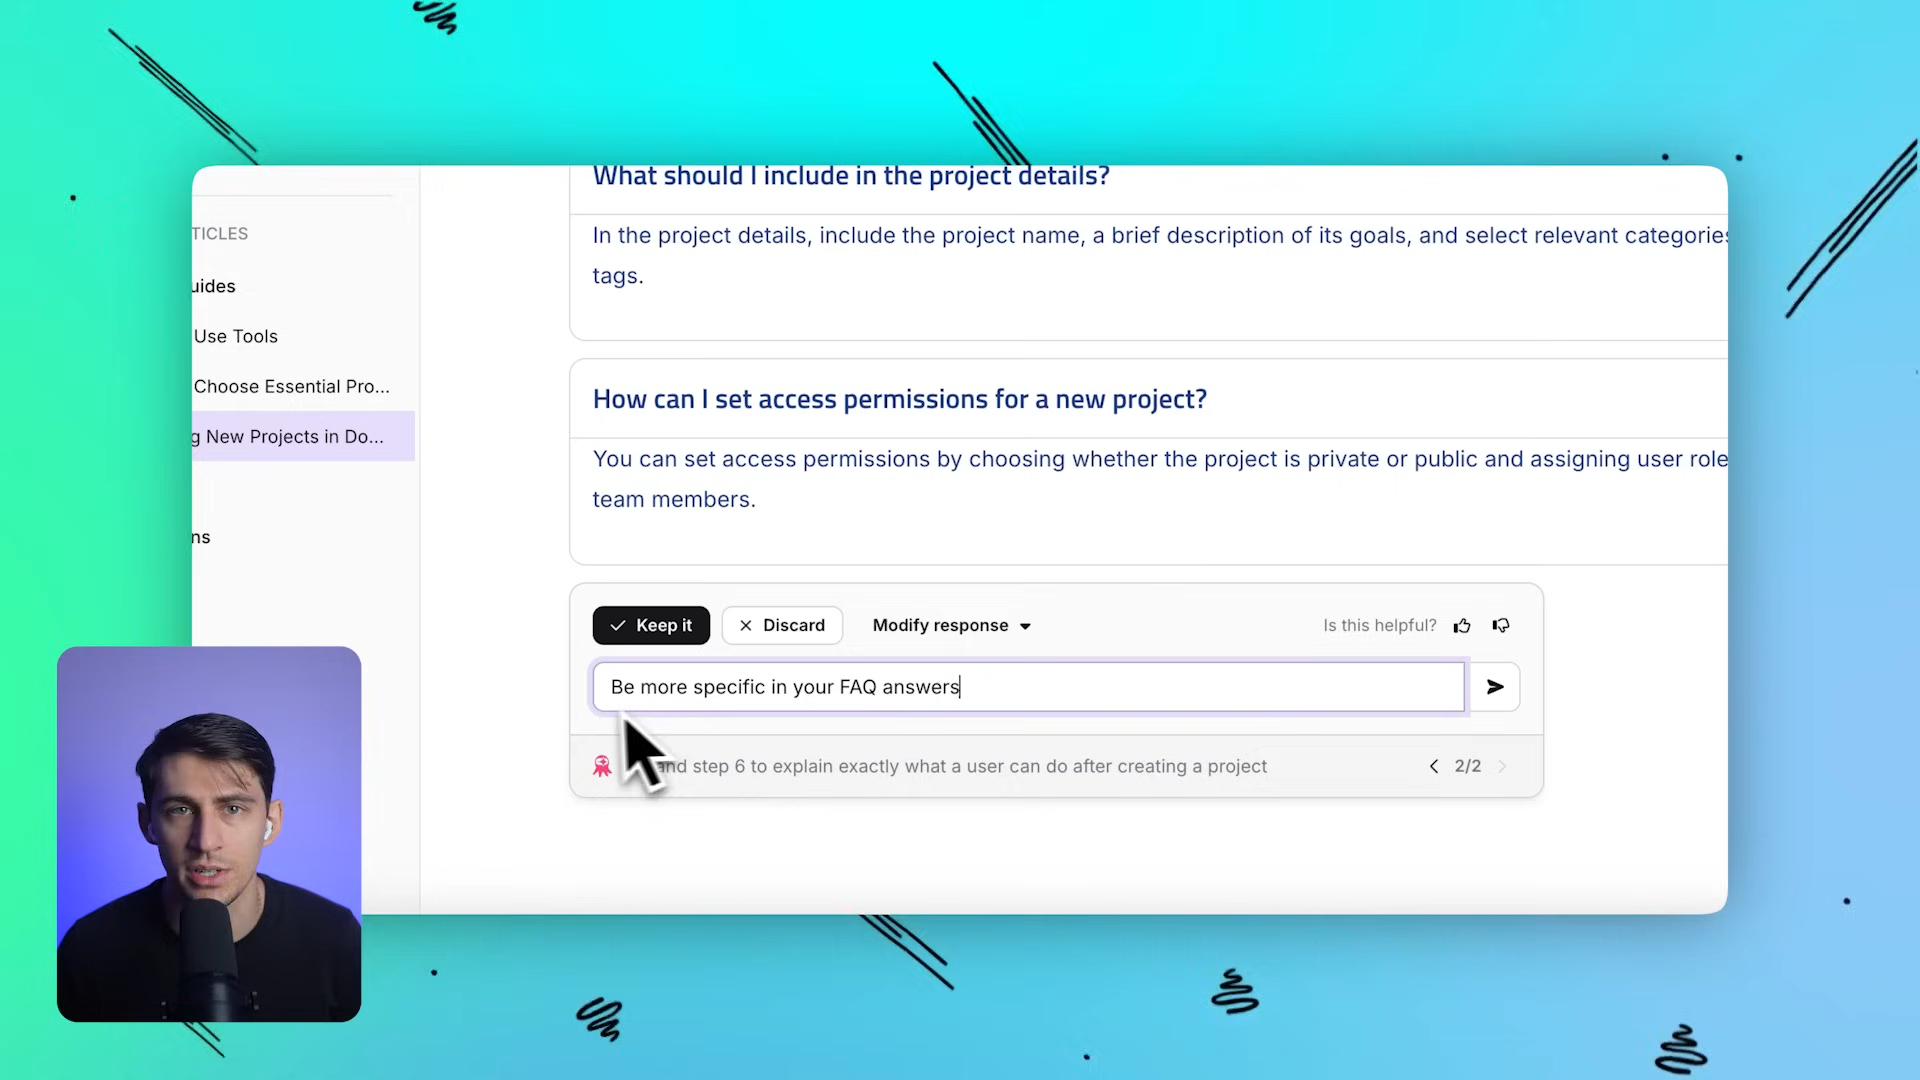 What should I include in the project details?
TICLES
In the project details, include the project name, a brief description of its goals, and select relevant categories
tags.
uides
Use Tools
Choose Essential Pro...
g New Projects in Do...
How can I set access permissions for a new project?
You can set access permissions by choosing whether the project is private or public and assigning user role
team members.
ns
Keep it
Discard
Modify response
Is this helpful?
Be more specific in your FAQ answers
and step 6 to explain exactly what a user can do after creating a project
2/2